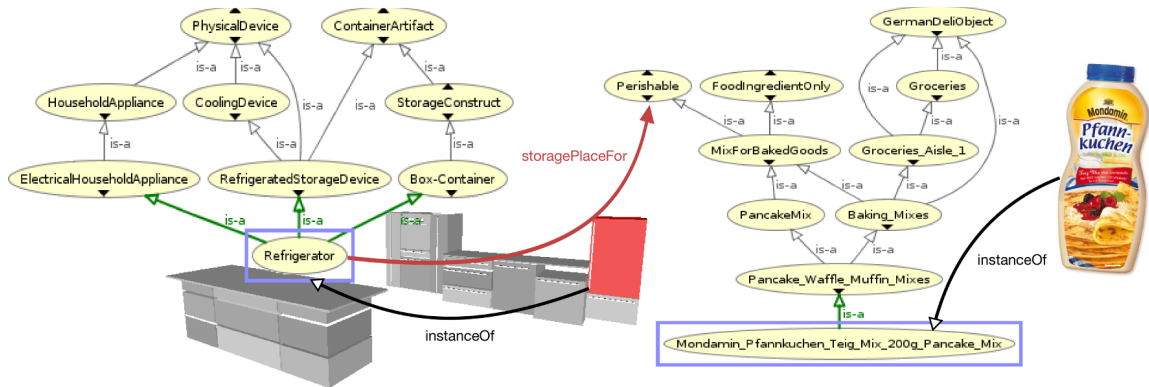 PhysicalDevice
ContainerArtifact
is-a
is-a
is-a
is-a
is-a
is-a
HouseholdAppliance
CoolingDevice
StorageConstruct
is-a
is-a
is-a
ElectricalHouseholdAppliance
RefrigeratedStorageDevice
Box-Container
is-a
is-a
is-a
Refrigerator
instanceOf
storagePlaceFor
GermanDeliObject
is-a
is-a
is-a
Perishable
FoodIngredientOnly
Groceries
is-a
is-a
is-a
MixForBakedGoods
Groceries_Aisle_1
is-a
is-a
is-a
PancakeMix
Baking_Mixes
is-a
is-a
Pancake_Waffle_Muffin_Mixes
is-a
Mondamin_Pfannkuchen_Teig_Mix_200g_Pancake_Mix
instanceOf
Mondamin
Pfann-
kuchen